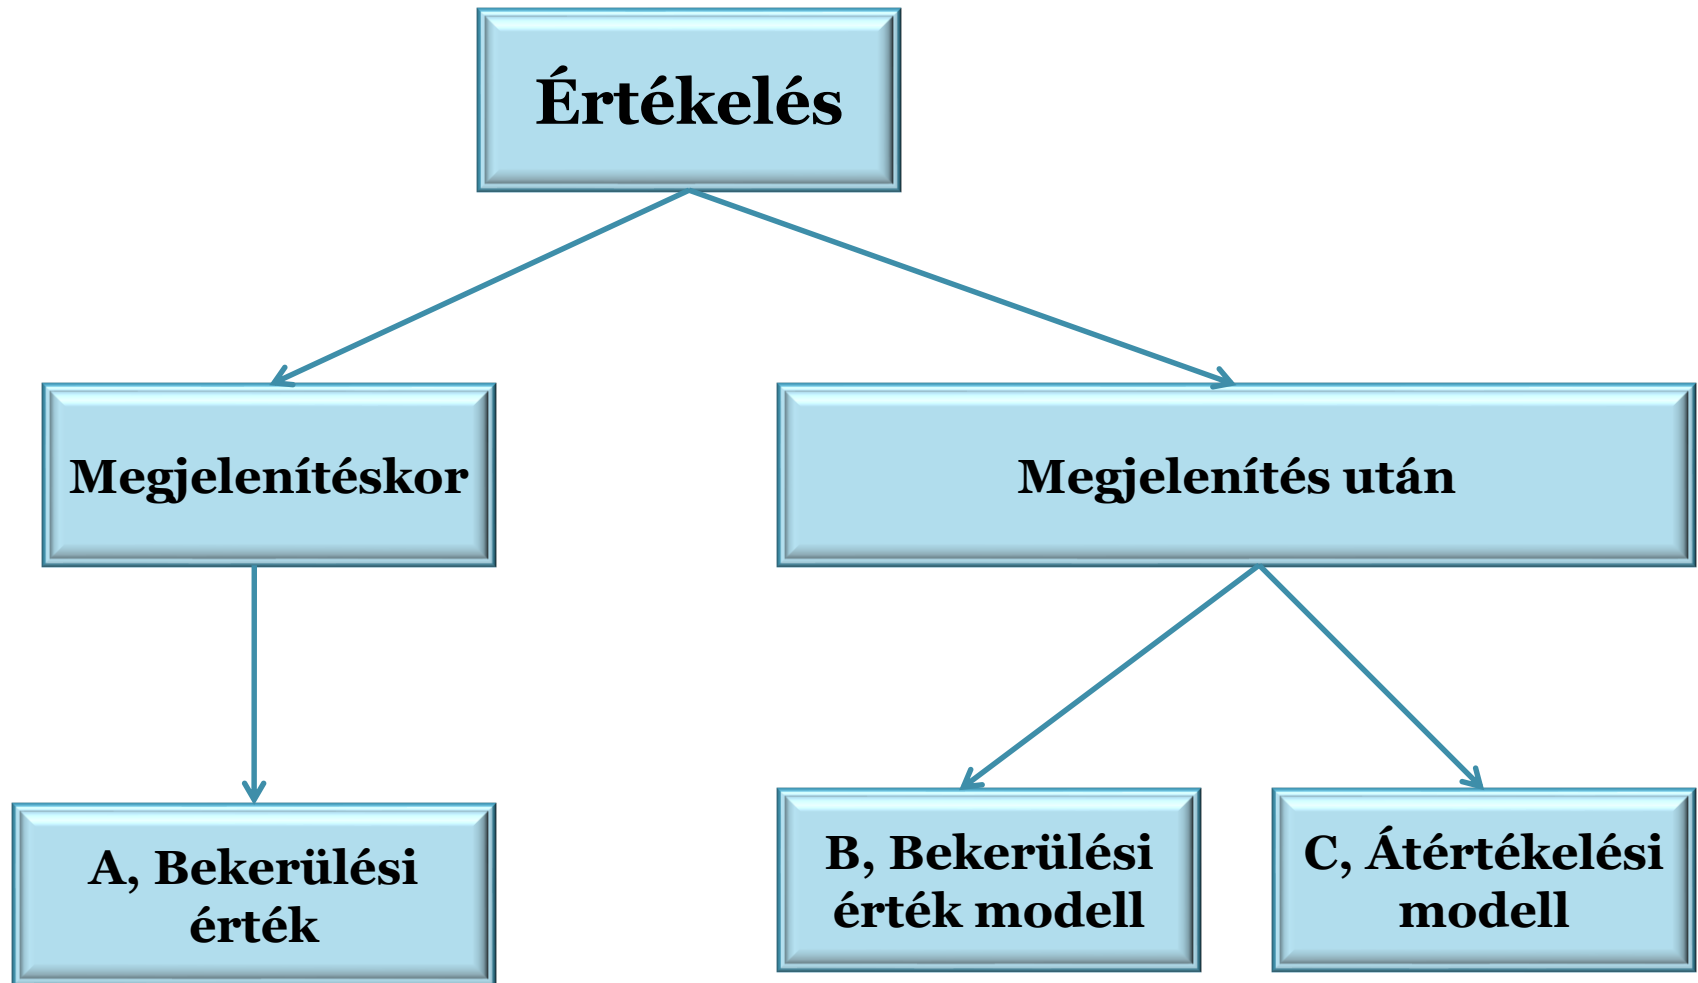 Értékelés
Megjelenítéskor
Megjelenítés után
A, Bekerülési
érték
B, Bekerülési
érték modell
C, Átértékelési
modell